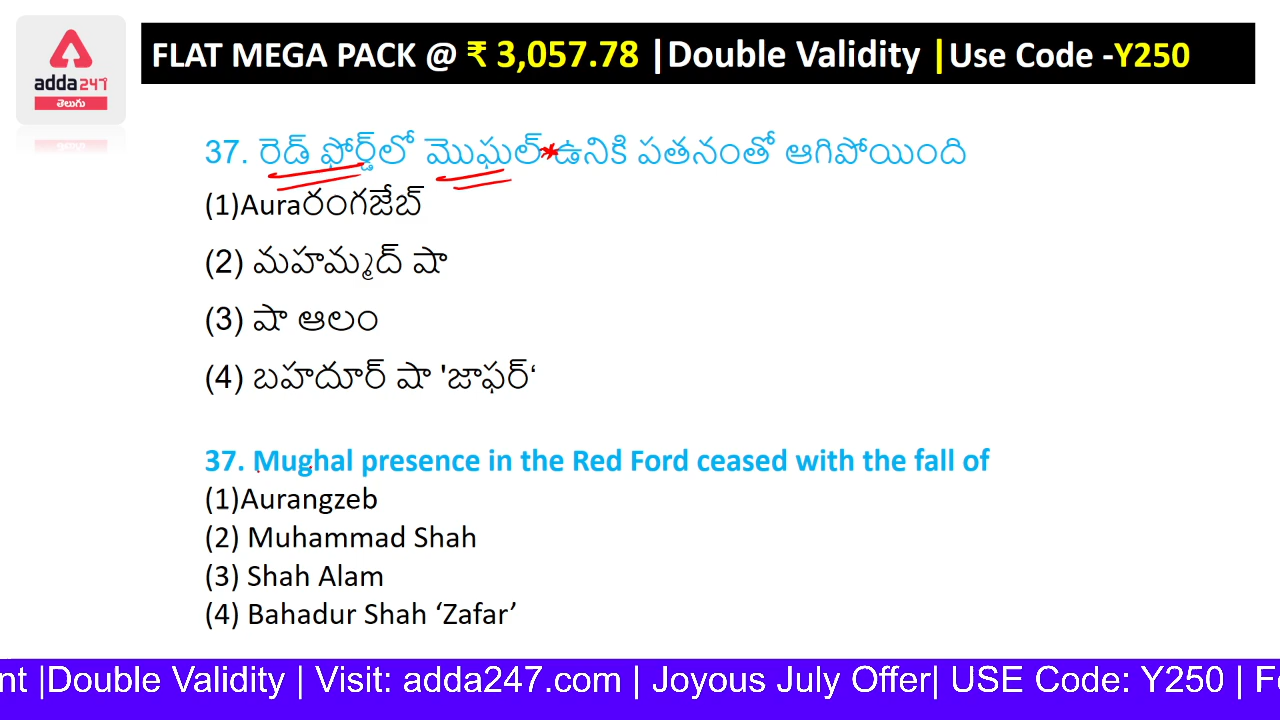 FLAT MEGA PACK @ ₹ 3,057.78 |Double Validity |Use Code -Y250
adda247
తెలుగు
37. రెడ్ ఫోర్డ్‌లో మొఘల్ ఉనికి పతనంతో ఆగిపోయింది
(1)Auraరంగజేబ్
(2) మహమ్మద్ షా
(3) షా ఆలం
(4) బహదూర్ షా 'జాఫర్‘
37. Mughal presence in the Red Ford ceased with the fall of
(1)Aurangzeb
(2) Muhammad Shah
(3) Shah Alam
(4) Bahadur Shah ‘Zafar’
nt |Double Validity | Visit: adda247.com | Joyous July Offer| USE Code: Y250 | Fe